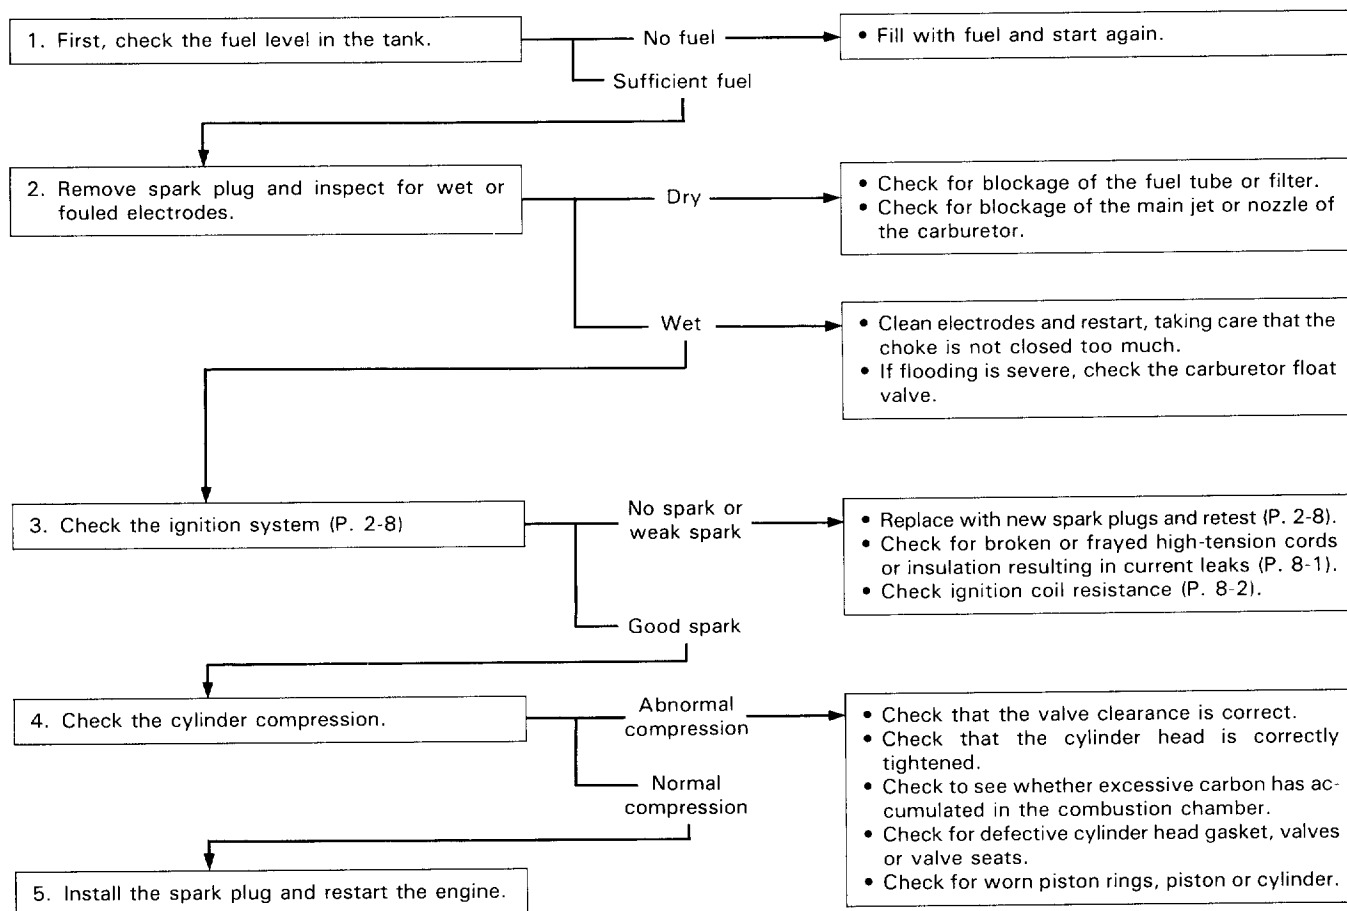 1. First, check the fuel level in the tank.
No fuel
• Fill with fuel and start again.
Sufficient fuel
2. Remove spark plug and inspect for wet or
fouled electrodes.
Dry
• Check for blockage of the fuel tube or filter.
• Check for blockage of the main jet or nozzle of
the carburetor.
Wet
• Clean electrodes and restart, taking care that the
choke is not closed too much.
• If flooding is severe, check the carburetor float
valve.
3. Check the ignition system (P. 2-8)
No spark or
weak spark
• Replace with new spark plugs and retest (P. 2-8).
• Check for broken or frayed high-tension cords
or insulation resulting in current leaks (P. 8-1).
• Check ignition coil resistance (P. 8-2).
Good spark
4. Check the cylinder compression.
Abnormal
compression
• Check that the valve clearance is correct.
• Check that the cylinder head is correctly
tightened.
• Check to see whether excessive carbon has ac-
cumulated in the combustion chamber.
• Check for defective cylinder head gasket, valves
or valve seats.
• Check for worn piston rings, piston or cylinder.
Normal
compression
5. Install the spark plug and restart the engine.